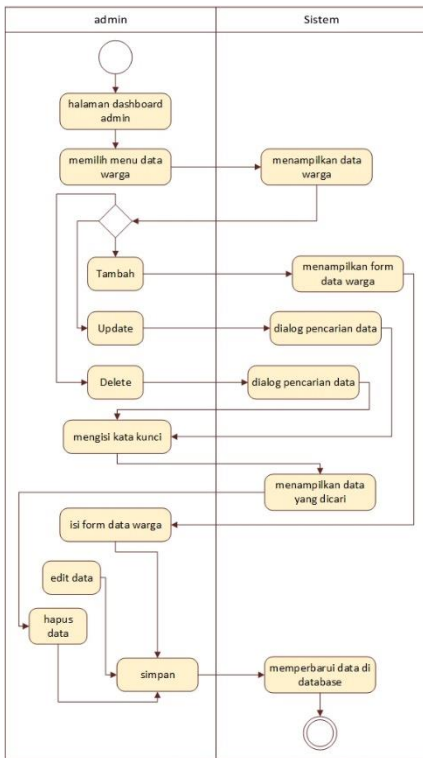 admin
Sistem
halaman dashboard
admin
memilih menu data
warga
menampilkan data
warga
Tambah
menampilkan form
data warga
Update
dialog pencarian data
Delete
dialog pencarian data
mengisi kata kunci
menampilkan data
yang dicari
isi form data warga
edit data
hapus
data
simpan
memperbarui data di
database